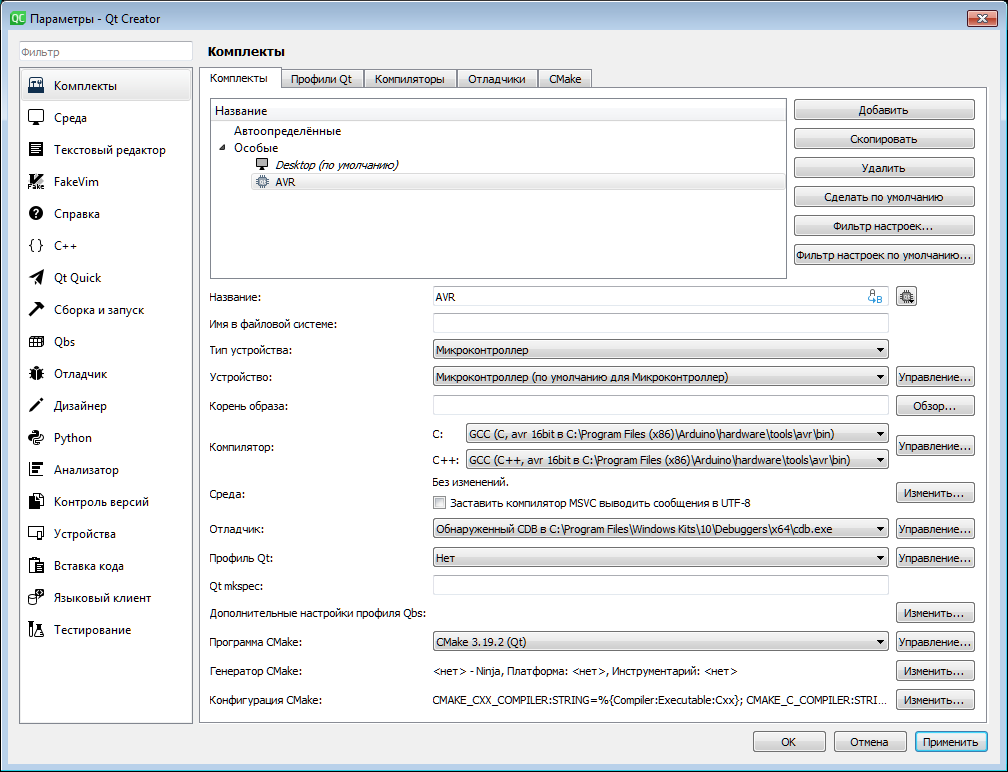 QC Параметры - Qt Creator
Фильтр
Комплекты
Среда
Текстовый редактор
FakeVim
Справка
{} C++
Qt Quick
Сборка и запуск
Qbs
Отладчик
Дизайнер
Python
Анализатор
Контроль версий
Устройства
Вставка кода
Языковый клиент
Тестирование
Комплекты
Комплекты Профили Qt Компиляторы Отладчики CMake
Название
Автоопределённые
Особые
Desktop (по умолчанию)
AVR
Добавить
Скопировать
Удалить
Сделать по умолчанию
Фильтр настроек...
Фильтр настроек по умолчанию...
Название: AVR
Имя в файловой системе:
Тип устройства: Микроконтроллер
Устройство: Микроконтроллер (по умолчанию для Микроконтроллер) Управление...
Корень образа: Обзор...
Компилятор: C: GCC (C, avr 16bit в C:\Program Files (x86)\Arduino\hardware\tools\avr\bin) Управление...
C++: GCC (C++, avr 16bit в C:\Program Files (x86)\Arduino\hardware\tools\avr\bin)
Среда: Без изменений. Изменить...
Заставить компилятор MSVC выводить сообщения в UTF-8
Отладчик: Обнаруженный CDB в C:\Program Files\Windows Kits\10\Debuggers\x64\cdb.exe Управление...
Профиль Qt: Нет Управление...
Qt mkspec:
Дополнительные настройки профиля Qbs: Изменить...
Программа CMake: CMake 3.19.2 (Qt) Управление...
Генератор CMake: <нет> - Ninja, Платформа: <нет>, Инструментарий: <нет> Изменить...
Конфигурация CMake: CMAKE_CXX_COMPILER:STRING=%{Compiler:Executable:Cxx}; CMAKE_C_COMPILER:STRI... Изменить...
OK Отмена Применить